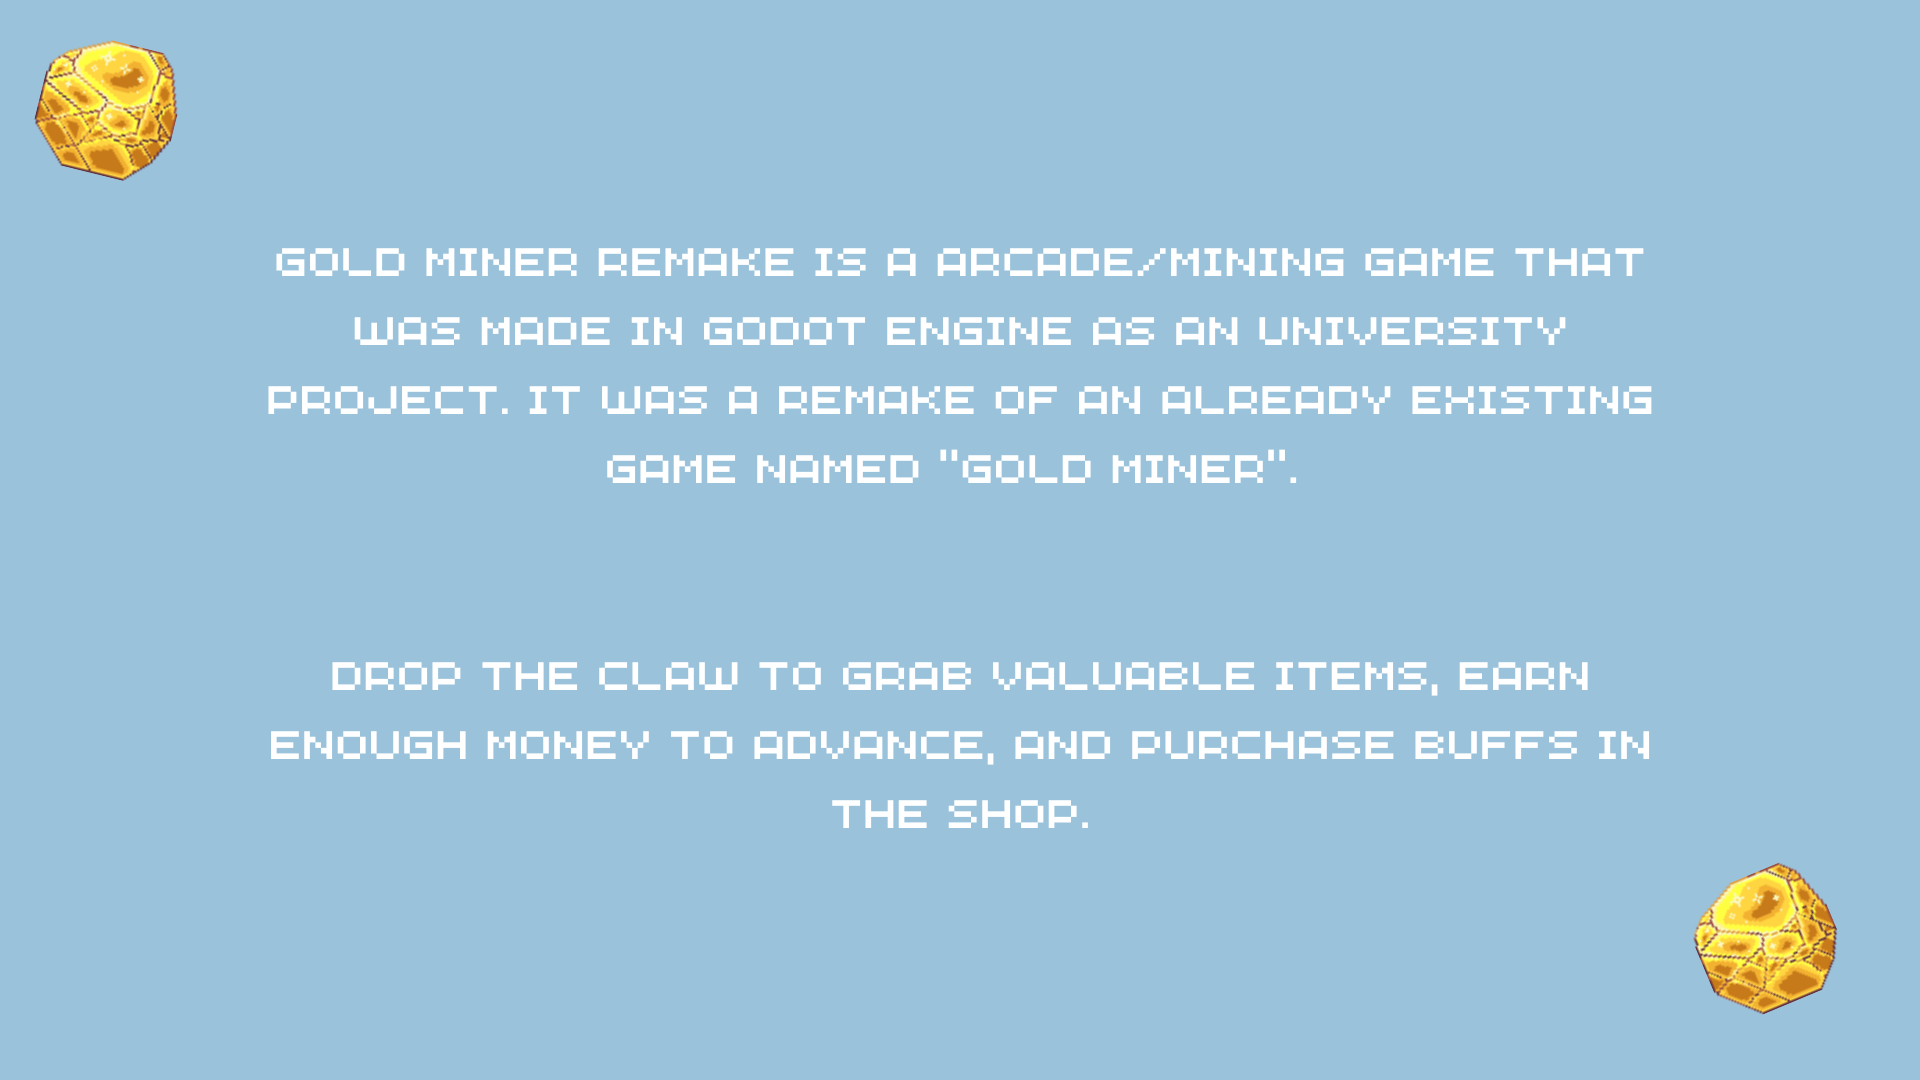 GOLD MINER REMAKE IS A ARCADE/MINING GAME THAT
WAS MADE IN GODOT ENGINE AS AN UNIVERSITY
PROJECT. IT WAS A REMAKE OF AN ALREADY EXISTING
GAME NAMED "GOLD MINER".
DROP THE CLAW TO GRAB VALUABLE ITEMS, EARN
ENOUGH MONEY TO ADVANCE, AND PURCHASE BUFFS IN
THE SHOP.